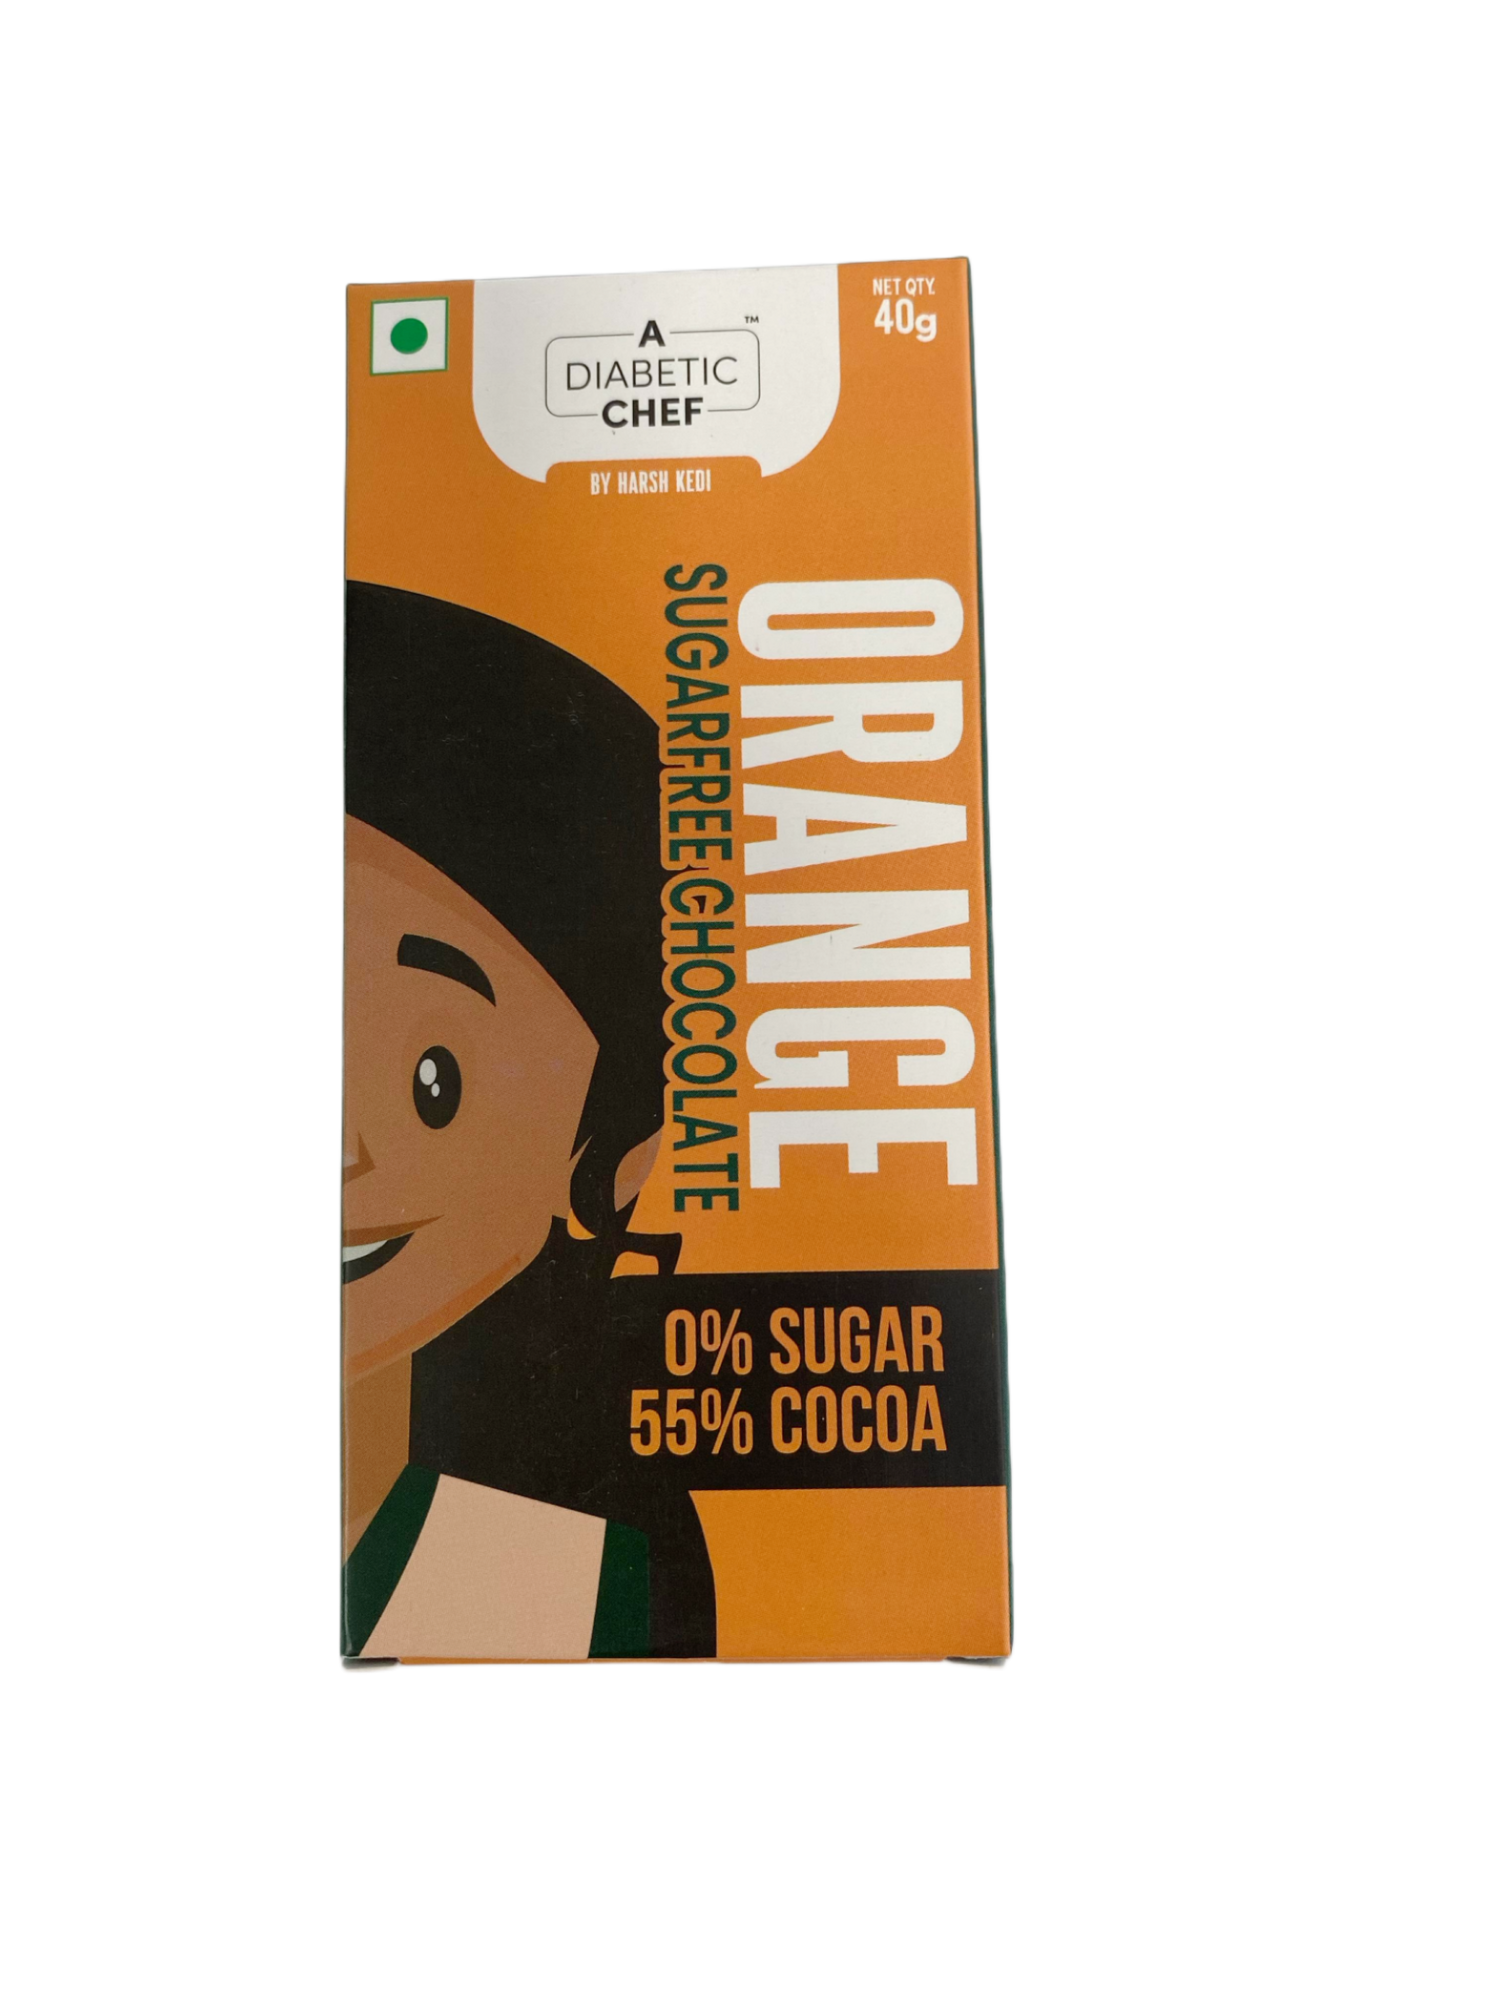 A
DIABETIC
CHEF
™
BY HARSH KEDI
NET QTY.
40g
ORANGE
SUGARFREE CHOCOLATE
0% SUGAR
55% COCOA